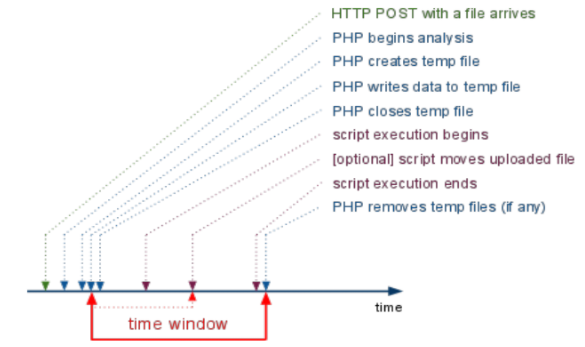 HTTP POST with a file arrives
PHP begins analysis
PHP creates temp file
PHP writes data to temp file
PHP closes temp file
script execution begins
[optional] script moves uploaded file
script execution ends
PHP removes temp files (if any)
time
time window